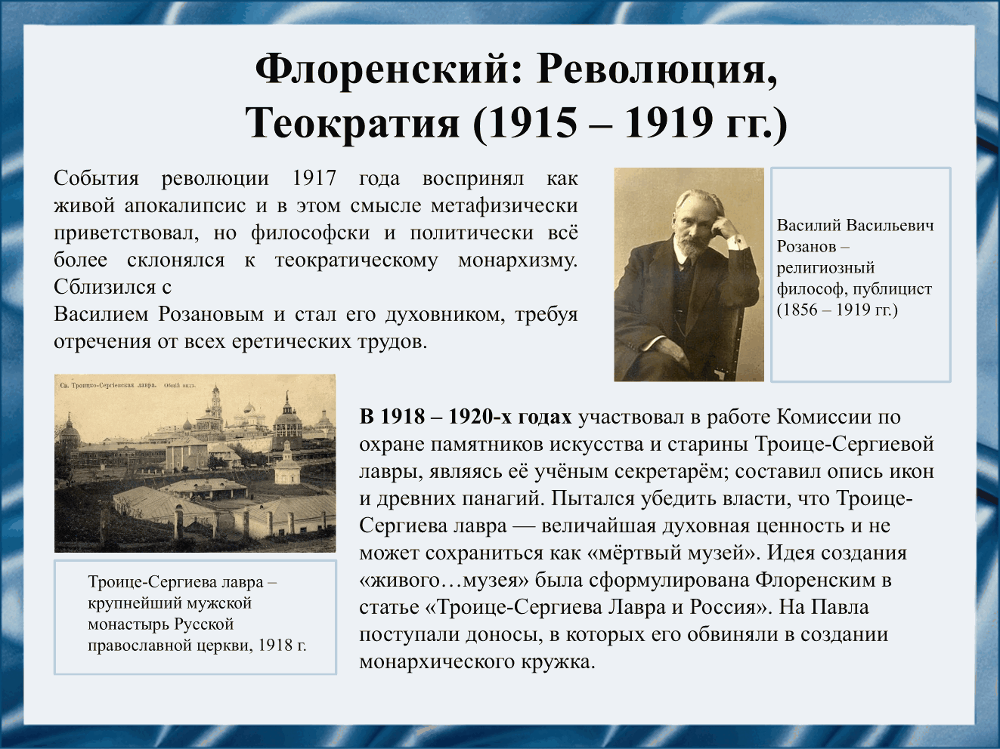 Флоренский: Революция,
Теократия (1915 – 1919 гг.)
События революции 1917 года воспринял как
живой апокалипсис и в этом смысле метафизически
приветствовал, но философски и политически всё
более склонялся к теократическому монархизму.
Сблизился с
Василием Розановым и стал его духовником, требуя
отречения от всех еретических трудов.
Василий Васильевич
Розанов –
религиозный
философ, публицист
(1856 – 1919 гг.)
Св. Троицко-Сергіевская лавра. Общій видъ.
Троице-Сергиева лавра –
крупнейший мужской
монастырь Русской
православной церкви, 1918 г.
В 1918 – 1920-х годах участвовал в работе Комиссии по
охране памятников искусства и старины Троице-Сергиевой
лавры, являясь её учёным секретарём; составил опись икон
и древних панагий. Пытался убедить власти, что Троице-
Сергиева лавра — величайшая духовная ценность и не
может сохраниться как «мёртвый музей». Идея создания
«живого…музея» была сформулирована Флоренским в
статье «Троице-Сергиева Лавра и Россия». На Павла
поступали доносы, в которых его обвиняли в создании
монархического кружка.